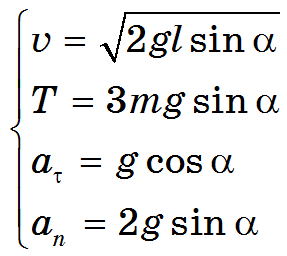 υ = √2gl sin α
T = 3mg sin α
a_τ = g cos α
a_n = 2g sin α